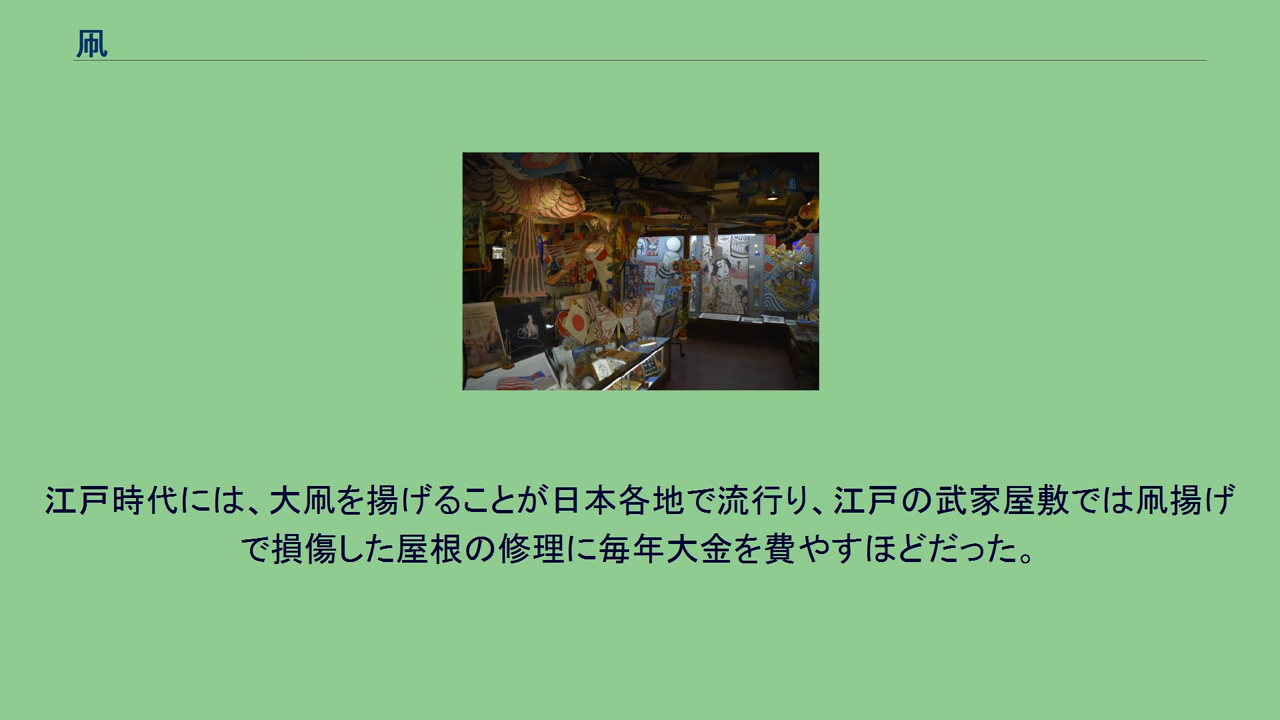 凧
江戸時代には、大凧を揚げることが日本各地で流行り、江戸の武家屋敷では凧揚げ
で損傷した屋根の修理に毎年大金を費やすほどだった。